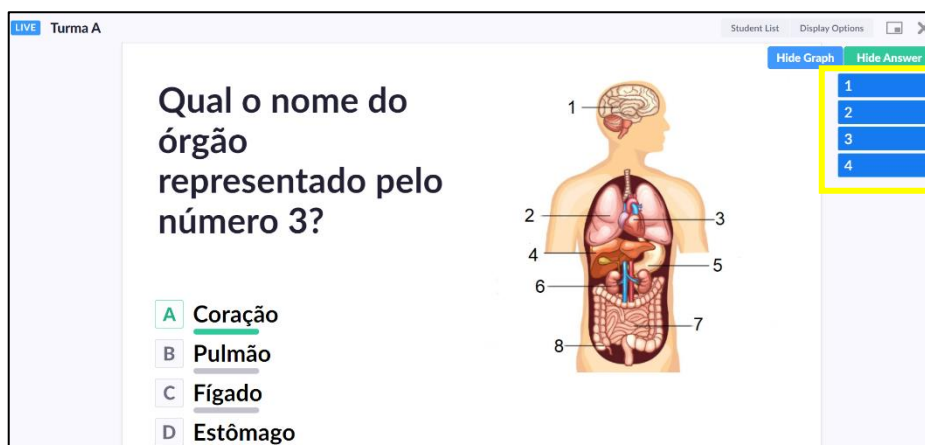 LIVE Turma A Student List Display Options
Hide Graph Hide Answer
Qual o nome do
órgão
representado pelo
número 3?
A Coração
B Pulmão
C Fígado
D Estômago
1
2
3
4
5
6
7
8
1
2
3
4